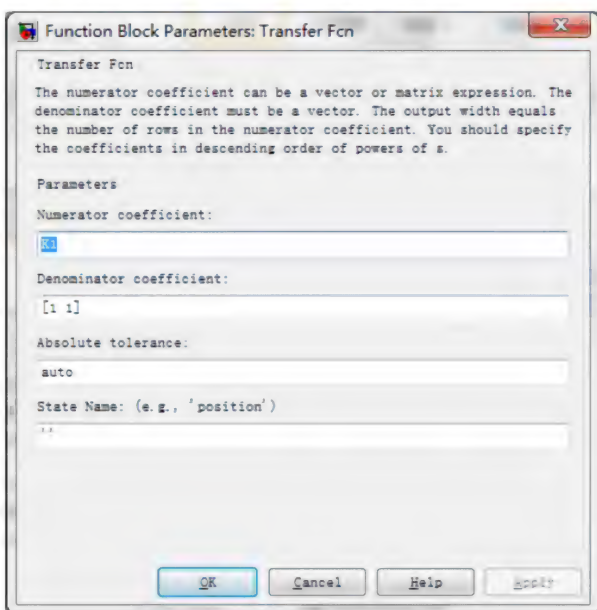 Function Block Parameters: Transfer Fcn
Transfer Fcn
The numerator coefficient can be a vector or matrix expression. The
denominator coefficient must be a vector. The output width equals
the number of rows in the numerator coefficient. You should specify
the coefficients in descending order of powers of s.
Parameters
Numerator coefficient:
Ki
Denominator coefficient:
[1 1]
Absolute tolerance:
auto
State Name: (e.g., 'position')
''
OK Cancel Help Apply